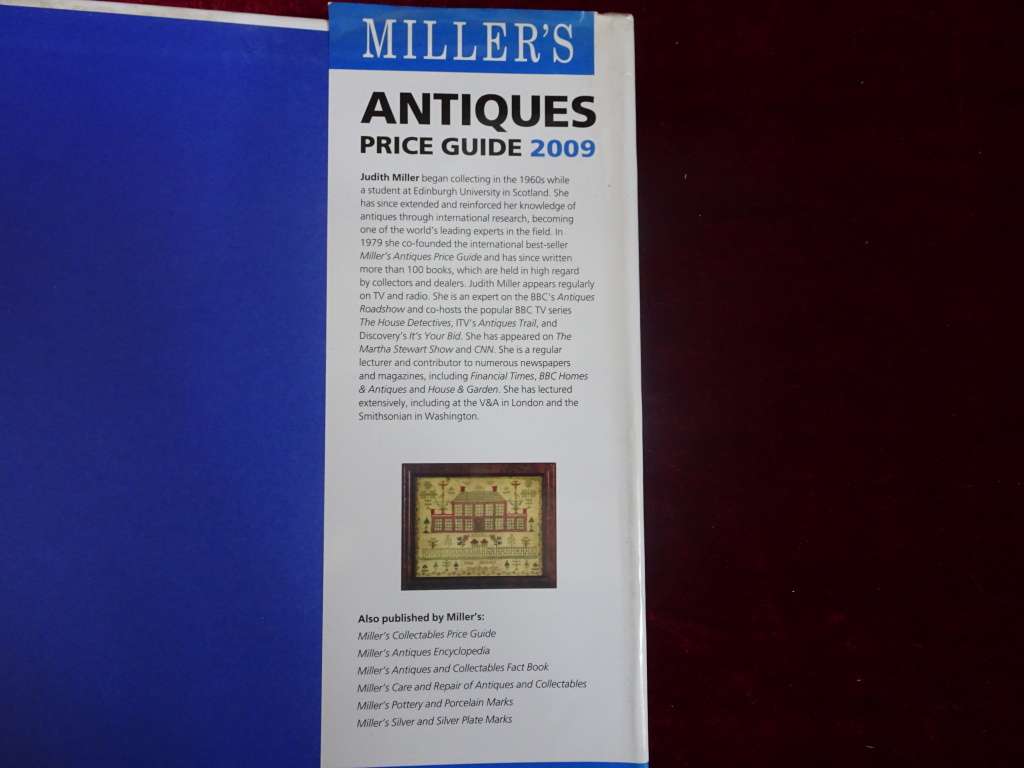 MILLER'S
ANTIQUES
PRICE GUIDE 2009
Judith Miller began collecting in the 1960s while
a student at Edinburgh University in Scotland. She
has since extended and reinforced her knowledge of
antiques through international research, becoming
one of the world's leading experts in the field. In
1979 she co-founded the international best-seller
Miller's Antiques Price Guide and has since written
more than 100 books, which are held in high regard
by collectors and dealers. Judith Miller appears regularly
on TV and radio. She is an expert on the BBC's Antiques
Roadshow and co-hosts the popular BBC TV series
The House Detectives, ITV's Antiques Trail, and
Discovery's It's Your Bid. She has appeared on The
Martha Stewart Show and CNN. She is a regular
lecturer and contributor to numerous newspapers
and magazines, including Financial Times, BBC Homes
& Antiques and House & Garden. She has lectured
extensively, including at the V&A in London and the
Smithsonian in Washington.
Also published by Miller's:
Miller's Collectables Price Guide
Miller's Antiques Encyclopedia
Miller's Antiques and Collectables Fact Book
Miller's Care and Repair of Antiques and Collectables
Miller's Pottery and Porcelain Marks
Miller's Silver and Silver Plate Marks